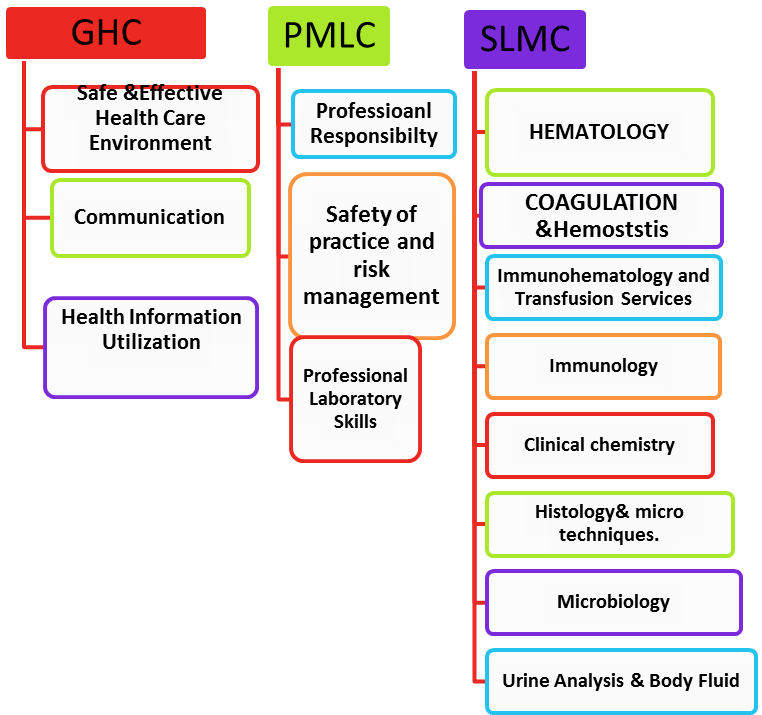 GHC
Safe &Effective
Health Care
Environment
Communication
Health Information
Utilization
PMLC
Professioanl
Responsibilty
Safety of
practice and
risk
management
Professional
Laboratory
Skills
SLMC
HEMATOLOGY
COAGULATION
&Hemoststis
Immunohematology and
Transfusion Services
Immunology
Clinical chemistry
Histology& micro
techniques.
Microbiology
Urine Analysis & Body Fluid